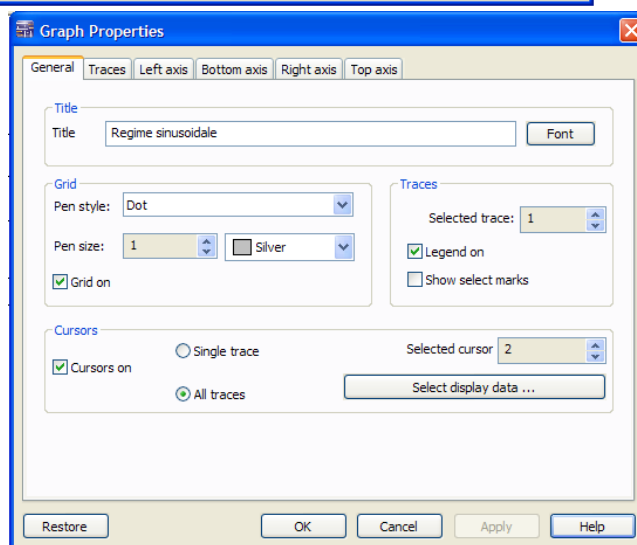 Graph Properties
General Traces Left axis Bottom axis Right axis Top axis
Title
Title Regime sinusoidale Font
Grid
Pen style: Dot
Pen size: 1 Silver
Grid on
Traces
Selected trace: 1
Legend on
Show select marks
Cursors
Cursors on
Single trace
All traces
Selected cursor 2
Select display data ...
Restore OK Cancel Apply Help